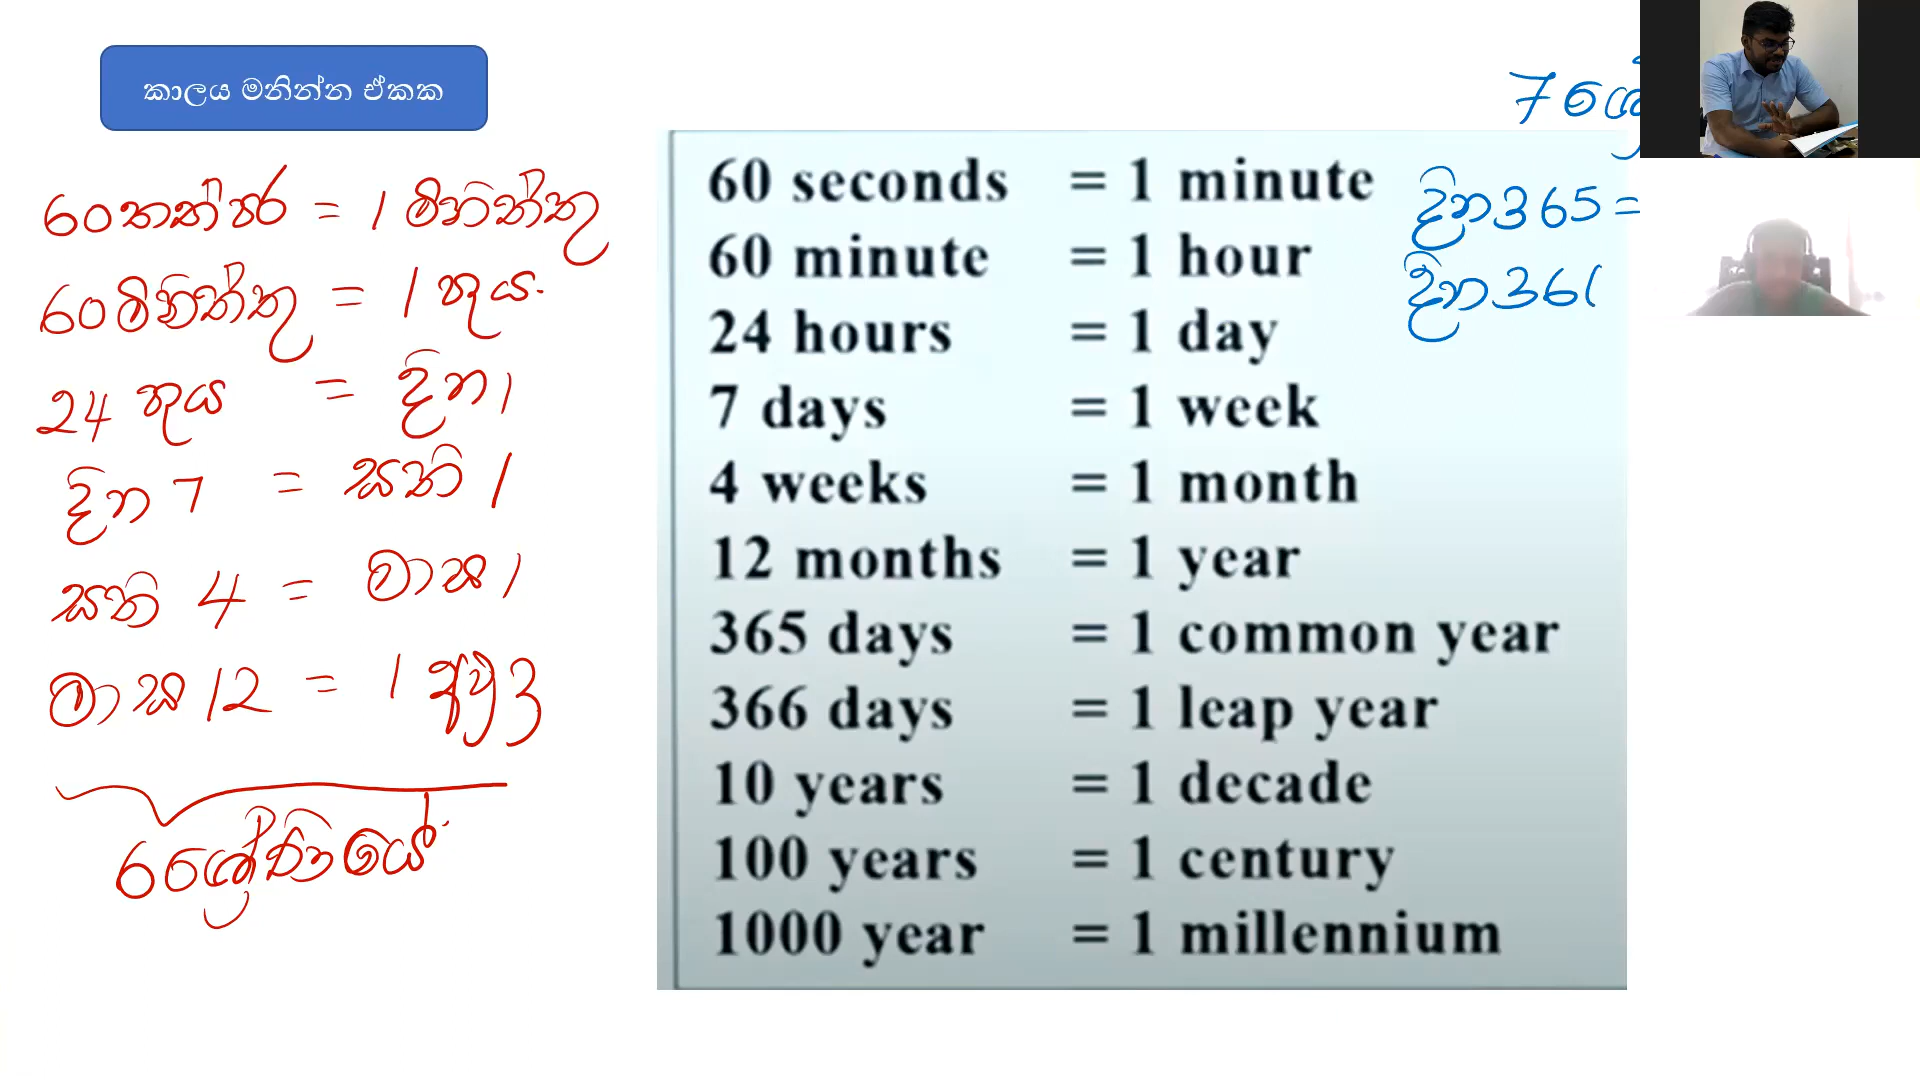 කාලය මනින්න ඒකක
60 තත්පර = 1 මිනිත්තු
60 මිනිත්තු = 1 පැය
24 පැය = දින 1
දින 7 = සති 1
සති 4 = මාස 1
මාස 12 = 1 අවුරුදු
6 ශ්‍රේණියේ
60 seconds = 1 minute
60 minute = 1 hour
24 hours = 1 day
7 days = 1 week
4 weeks = 1 month
12 months = 1 year
365 days = 1 common year
366 days = 1 leap year
10 years = 1 decade
100 years = 1 century
1000 year = 1 millennium
7
දින 365 =
දින 36